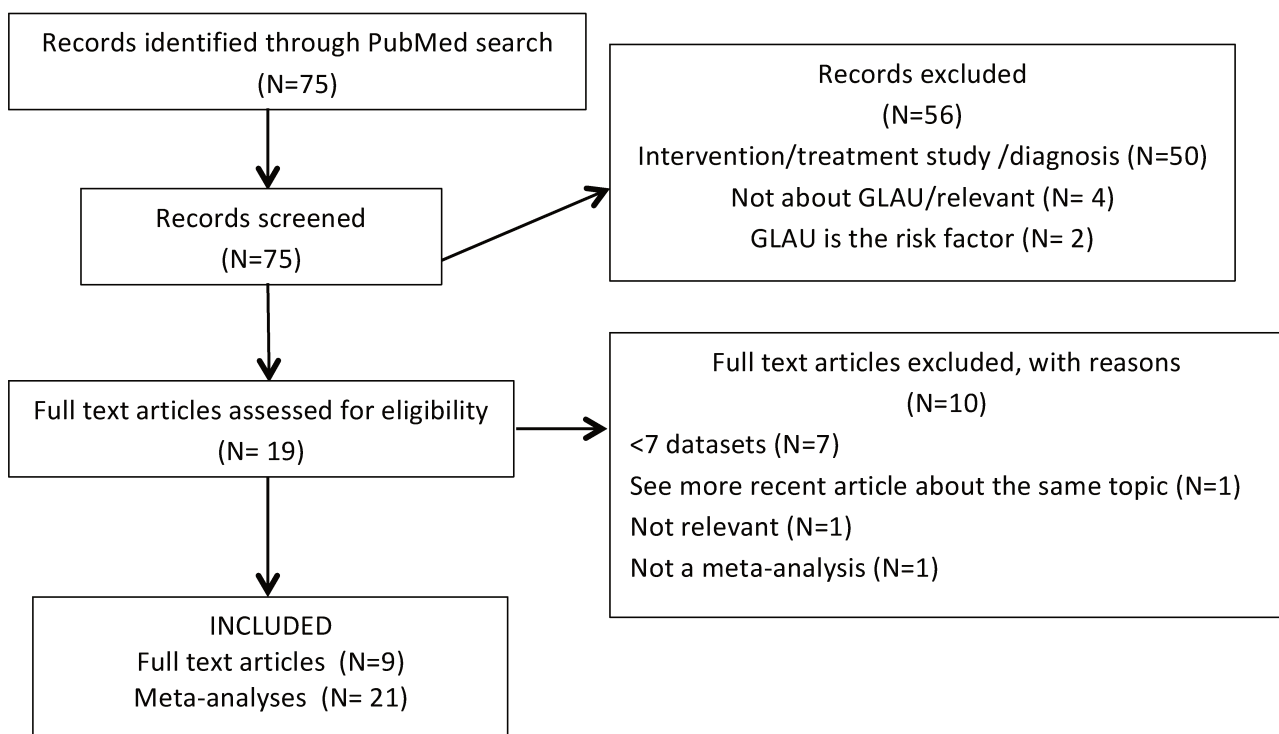 Records identified through PubMed search
(N=75)
Records excluded
(N=56)
Intervention/treatment study /diagnosis (N=50)
Not about GLAU/relevant (N= 4)
GLAU is the risk factor (N= 2)
Records screened
(N=75)
Full text articles assessed for eligibility
(N= 19)
Full text articles excluded, with reasons
(N=10)
<7 datasets (N=7)
See more recent article about the same topic (N=1)
Not relevant (N=1)
Not a meta-analysis (N=1)
INCLUDED
Full text articles (N=9)
Meta-analyses (N= 21)